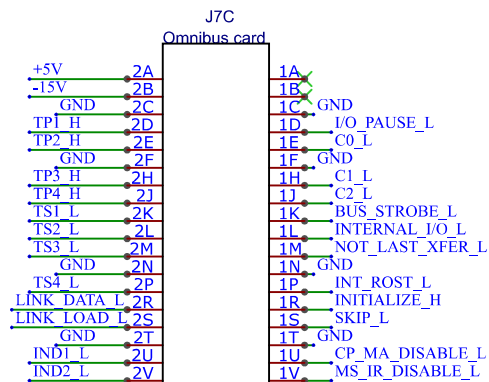 J7C
Omnibus card
+5V 2A 1A
-15V 2B 1B
GND 2C 1C GND
TP1_H 2D 1D I/O_PAUSE_L
TP2_H 2E 1E C0_L
GND 2F 1F GND
TP3_H 2H 1H C1_L
TP4_H 2J 1J C2_L
TS1_L 2K 1K BUS_STROBE_L
TS2_L 2L 1L INTERNAL_I/O_L
TS3_L 2M 1M NOT_LAST_XFER_L
GND 2N 1N GND
TS4_L 2P 1P INT_ROST_L
LINK_DATA_L 2R 1R INITIALIZE_H
LINK_LOAD_L 2S 1S SKIP_L
GND 2T 1T GND
IND1_L 2U 1U CP_MA_DISABLE_L
IND2_L 2V 1V MS_IR_DISABLE_L